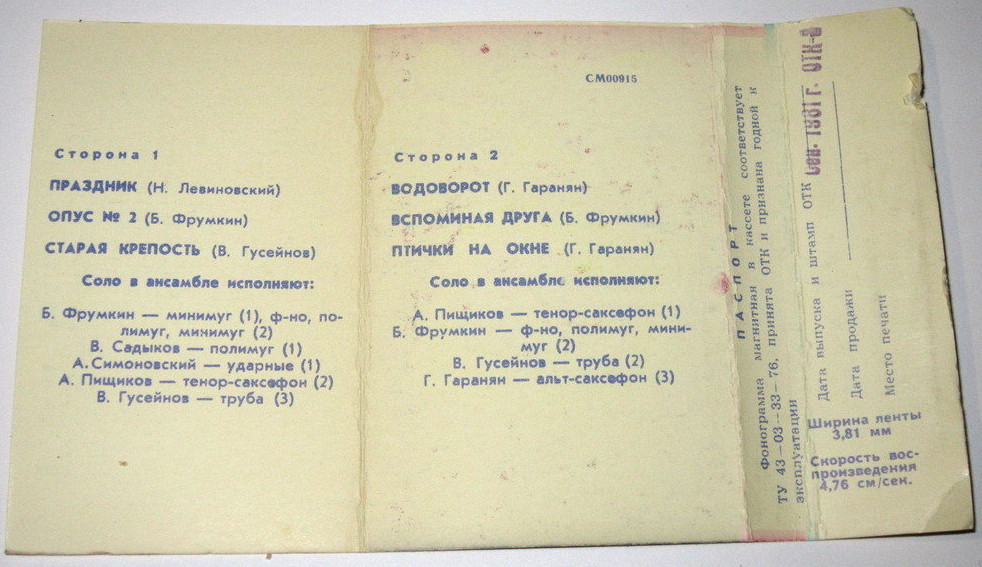 Сторона 1
ПРАЗДНИК (Н. Левиновский)
ОПУС № 2 (Б. Фрумкин)
СТАРАЯ КРЕПОСТЬ (В. Гусейнов)
Соло в ансамбле исполняют:
Б. Фрумкин — минимуг (1), ф-но, по-
лимуг, минимуг (2)
В. Садыков — полимуг (1)
А.Симоновский — ударные (1)
А. Пищиков — тенор-саксофон (2)
В. Гусейнов — труба (3)
СМ00915
Сторона 2
ВОДОВОРОТ (Г. Гаранян)
ВСПОМИНАЯ ДРУГА (Б. Фрумкин)
ПТИЧКИ НА ОКНЕ (Г. Гаранян)
Соло в ансамбле исполняют:
А. Пищиков — тенор-саксофон (1)
Б. Фрумкин — ф-но, полимуг, мини-
муг (2)
В. Гусейнов — труба (2)
Г. Гаранян — альт-саксофон (3)
ПАСПОРТ
Фонограмма магнитная в кассете соответствует
ТУ 43—03—33—76, принята ОТК и признана годной к
эксплуатации
Дата выпуска и штамп ОТК Сен. 1981 г. ОТК-2
Дата продажи
Место печати
Ширина ленты
3,81 мм
Скорость вос-
произведения
4,76 см/сек.